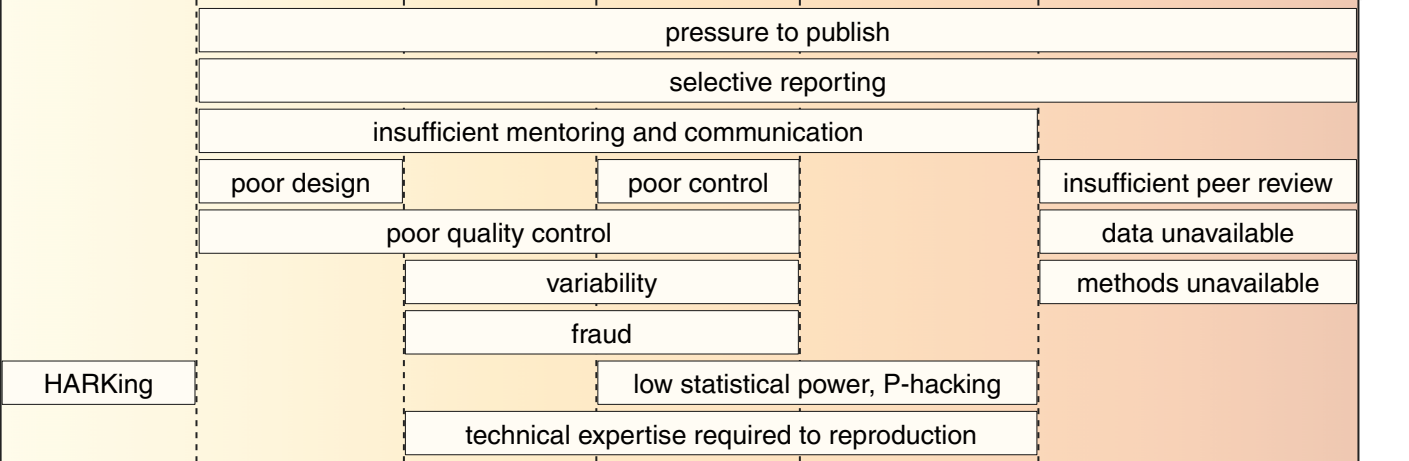 pressure to publish
selective reporting
insufficient mentoring and communication
poor design
poor control
insufficient peer review
poor quality control
data unavailable
variability
methods unavailable
fraud
HARKing
low statistical power, P-hacking
technical expertise required to reproduction